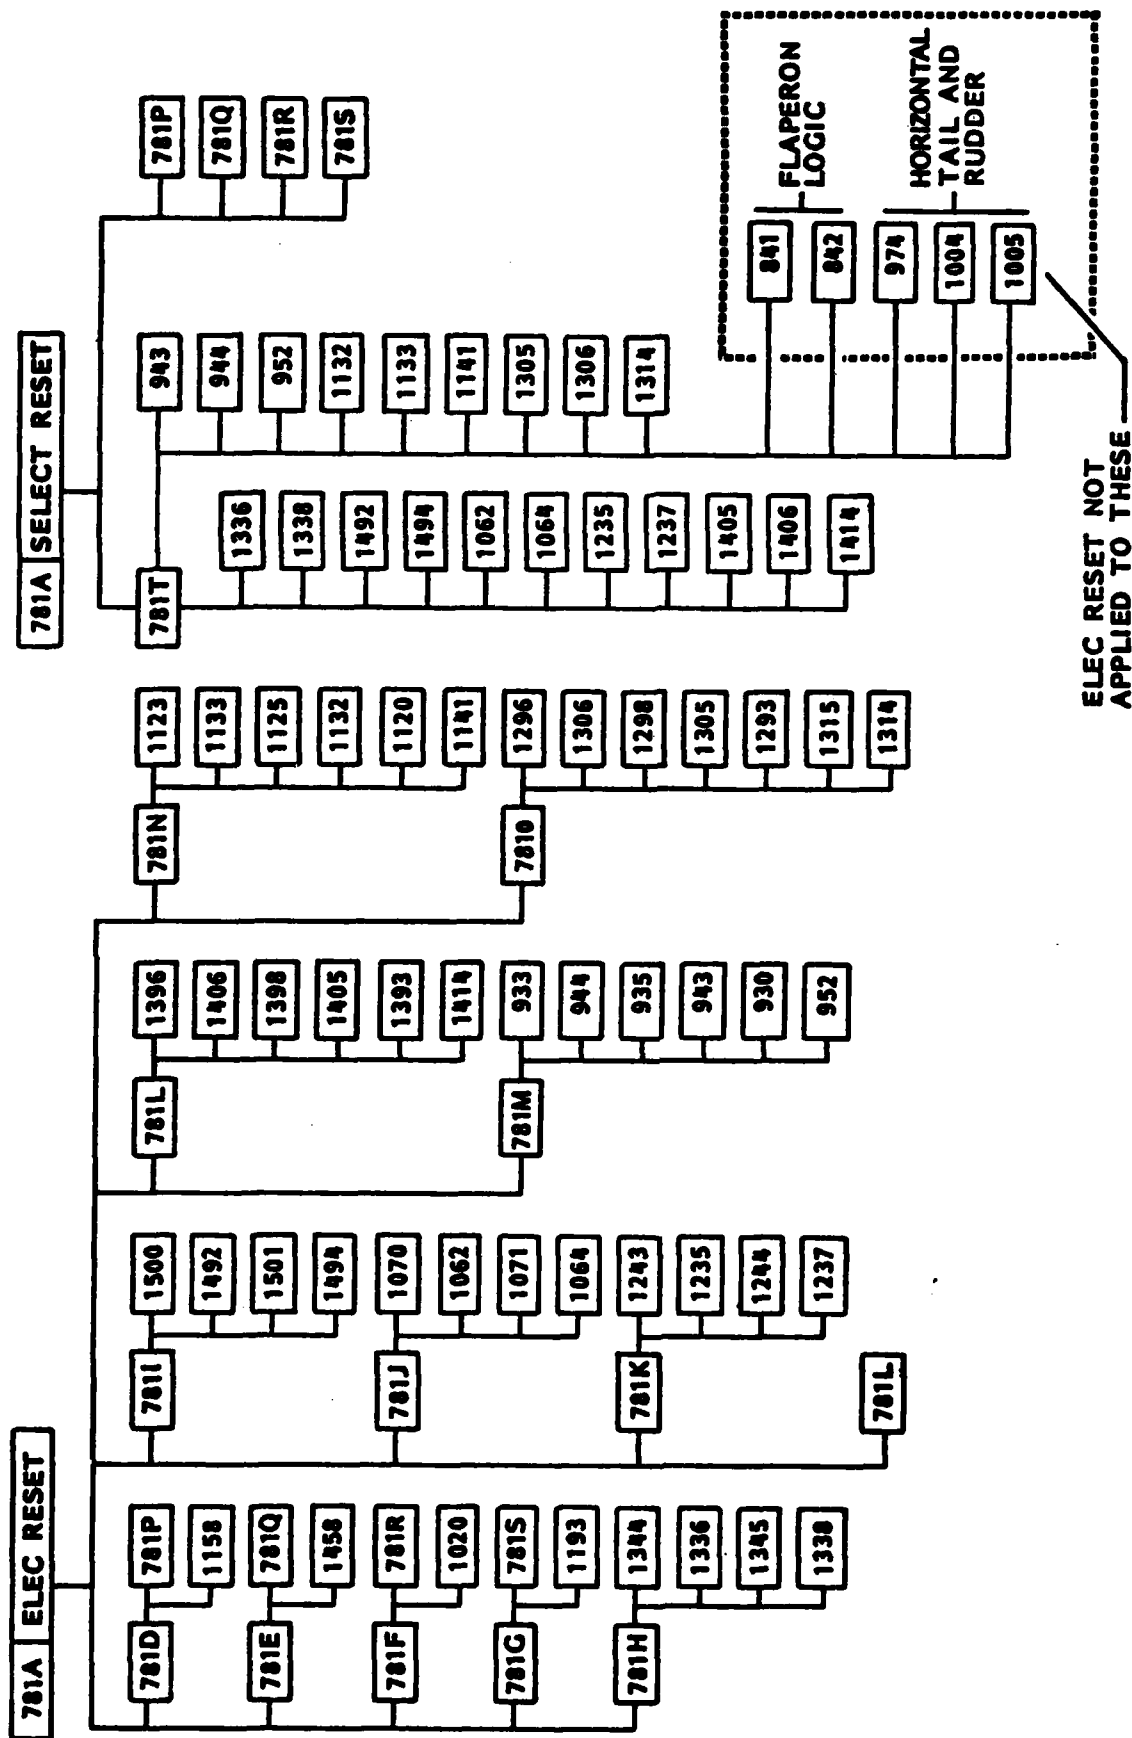 781A ELEC RESET
781D
781P
1158
781E
781Q
1458
781F
781R
1020
781G
781S
1193
781H
1344
1336
1345
1338
781I
1500
1492
1501
1494
781J
1070
1062
1071
1064
781K
1243
1235
1244
1237
781L
781L
1396
1406
1398
1405
1393
1414
781M
933
944
935
943
930
952
781N
1123
1133
1125
1132
1120
1141
781O
1296
1306
1298
1305
1293
1315
1314
781A SELECT RESET
781T
1336
1338
1492
1494
1062
1064
1235
1237
1405
1406
1414
943
944
952
1132
1133
1141
1305
1306
1314
781P
781Q
781R
781S
841
842
FLAPERON
LOGIC
974
1004
1005
HORIZONTAL
TAIL AND
RUDDER
ELEC RESET NOT
APPLIED TO THESE